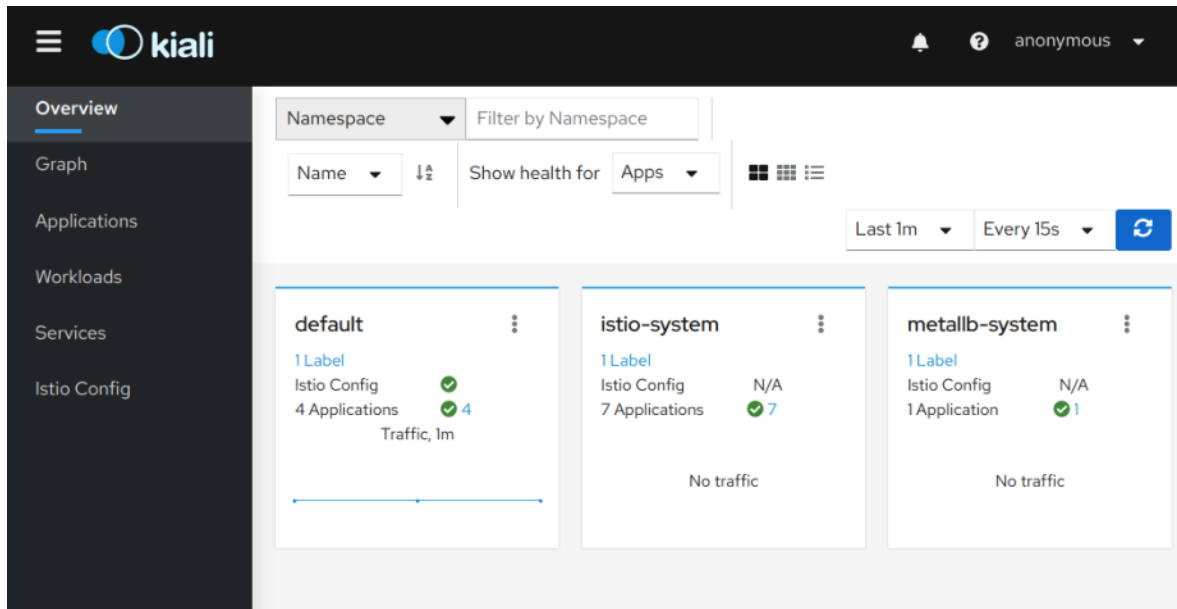 kiali
anonymous
Overview
Graph
Applications
Workloads
Services
Istio Config
Namespace Filter by Namespace
Name Show health for Apps
Last 1m Every 15s
default
1 Label
Istio Config
4 Applications 4
Traffic, 1m
istio-system
1 Label
Istio Config N/A
7 Applications 7
No traffic
metallb-system
1 Label
Istio Config N/A
1 Application 1
No traffic